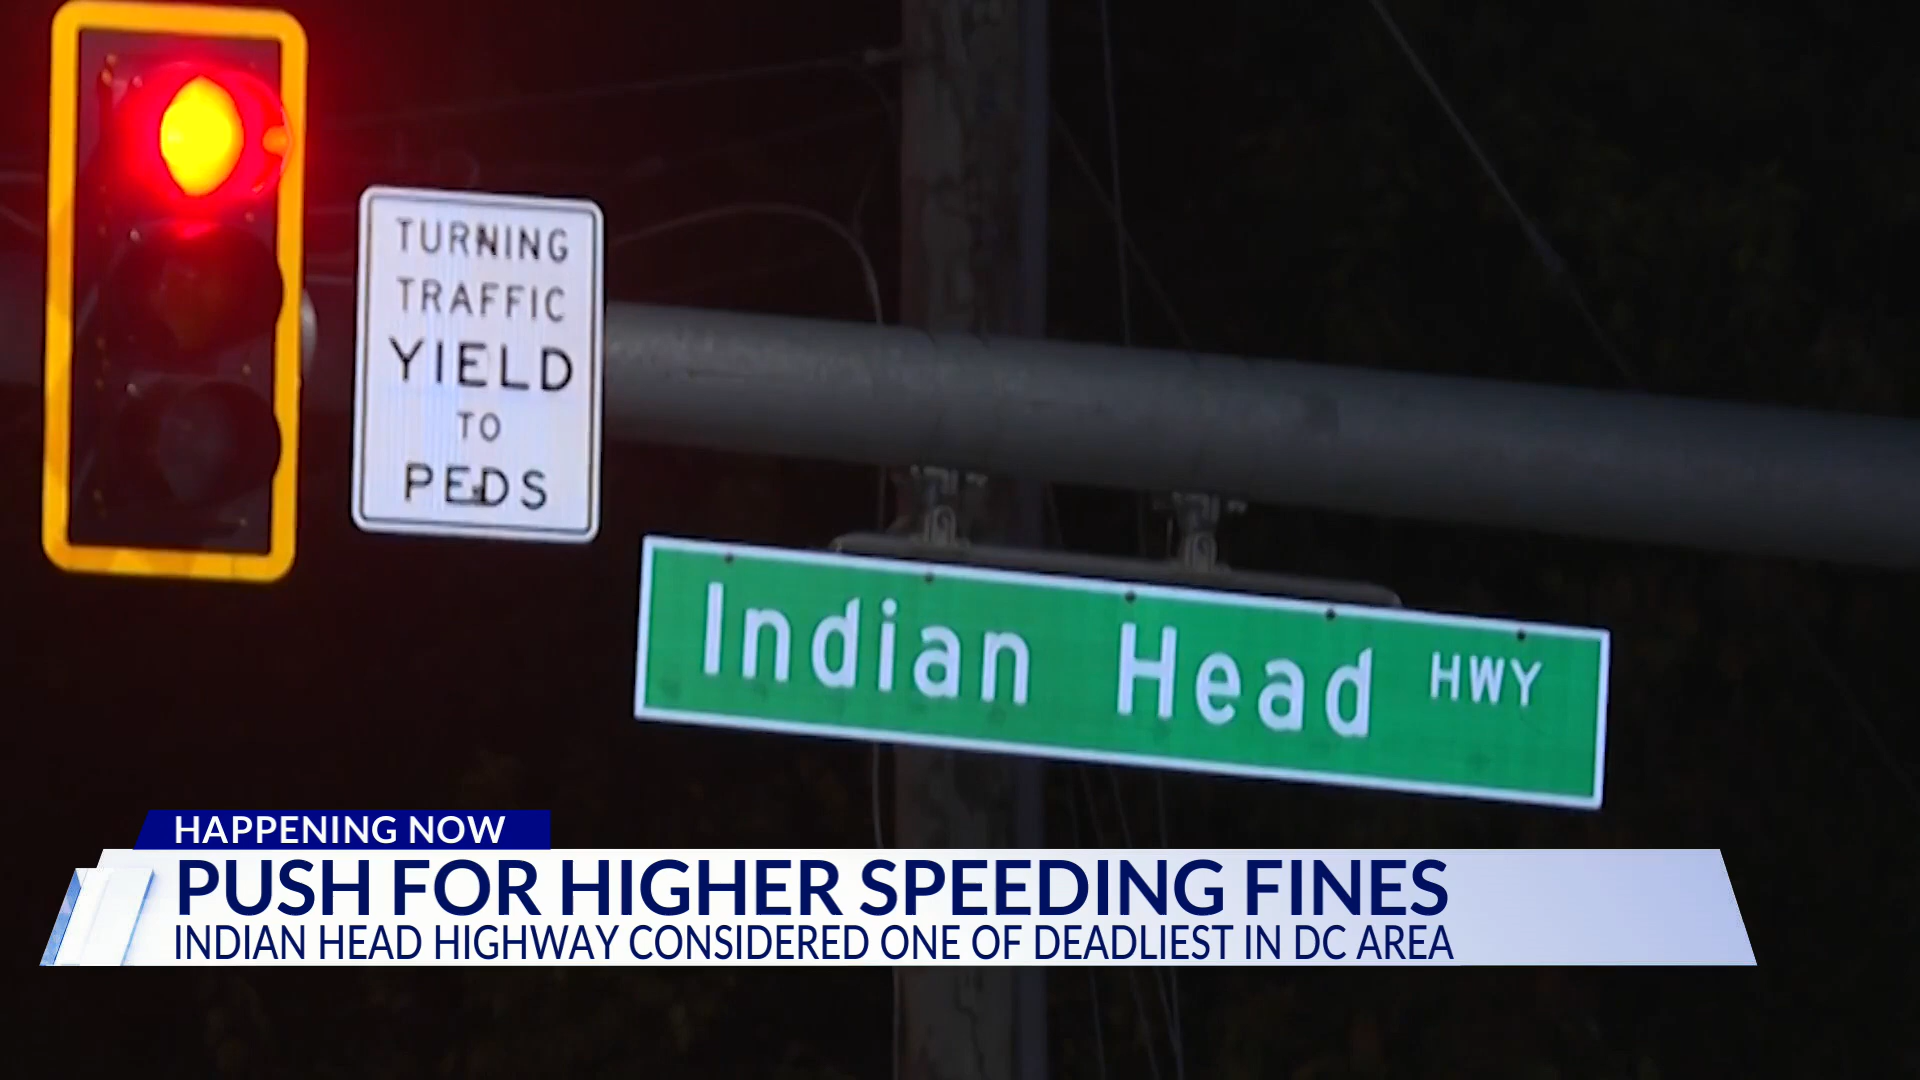 TURNING
TRAFFIC
YIELD
TO
PEDS
Indian Head HWY
HAPPENING NOW
PUSH FOR HIGHER SPEEDING FINES
INDIAN HEAD HIGHWAY CONSIDERED ONE OF DEADLIEST IN DC AREA